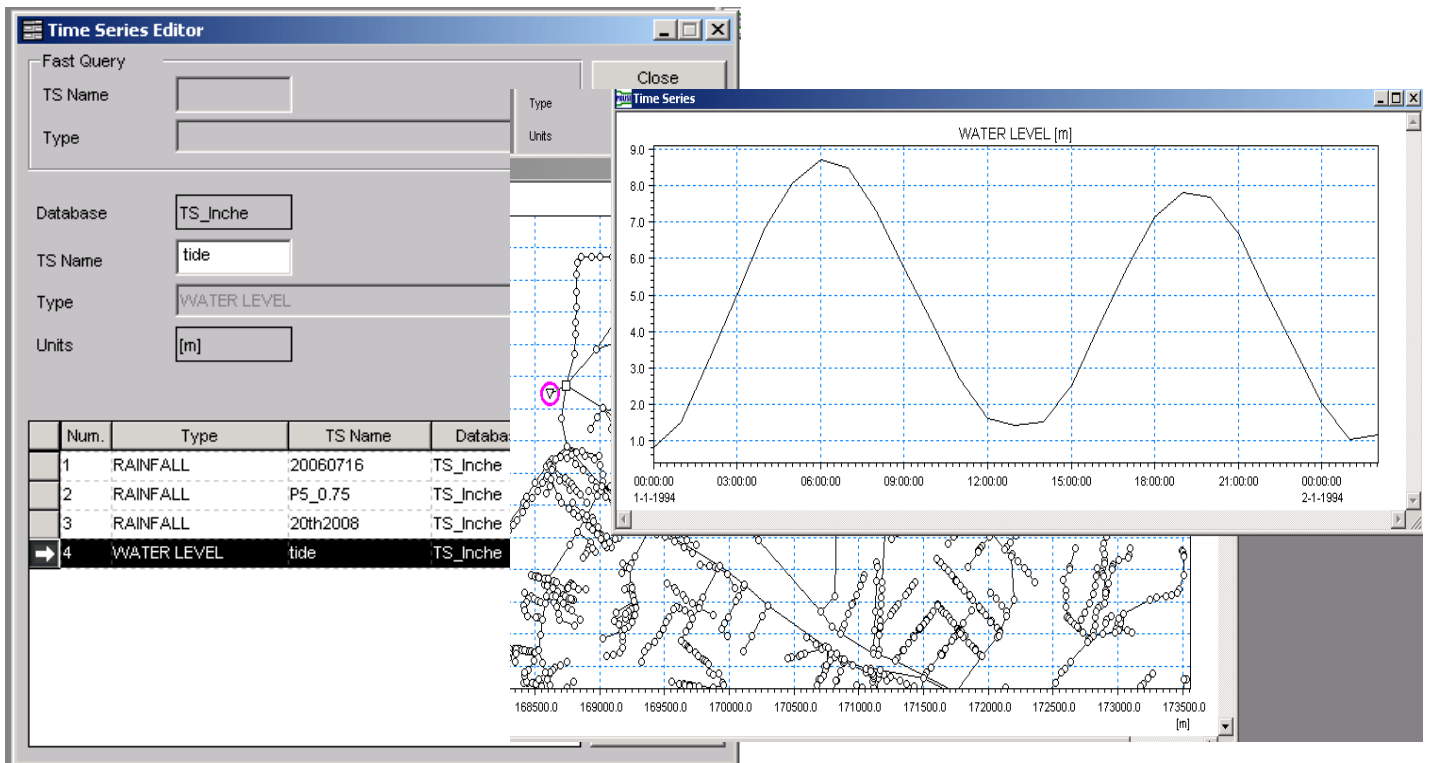 Time Series Editor
Fast Query
Close
TS Name
Type
Database
TS_Inche
TS Name
tide
Type
WATER LEVEL
Units
[m]
Num. Type TS Name Databa
1 RAINFALL 20060716 TS_Inche
2 RAINFALL P5_0.75 TS_Inche
3 RAINFALL 20th2008 TS_Inche
4 WATER LEVEL tide TS_Inche
Type
Units
Time Series
WATER LEVEL [m]
9.0
8.0
7.0
6.0
5.0
4.0
3.0
2.0
1.0
00:00:00 03:00:00 06:00:00 09:00:00 12:00:00 15:00:00 18:00:00 21:00:00 00:00:00
1-1-1994 2-1-1994
168500.0 169000.0 169500.0 170000.0 170500.0 171000.0 171500.0 172000.0 172500.0 173000.0 173500.0
[m]